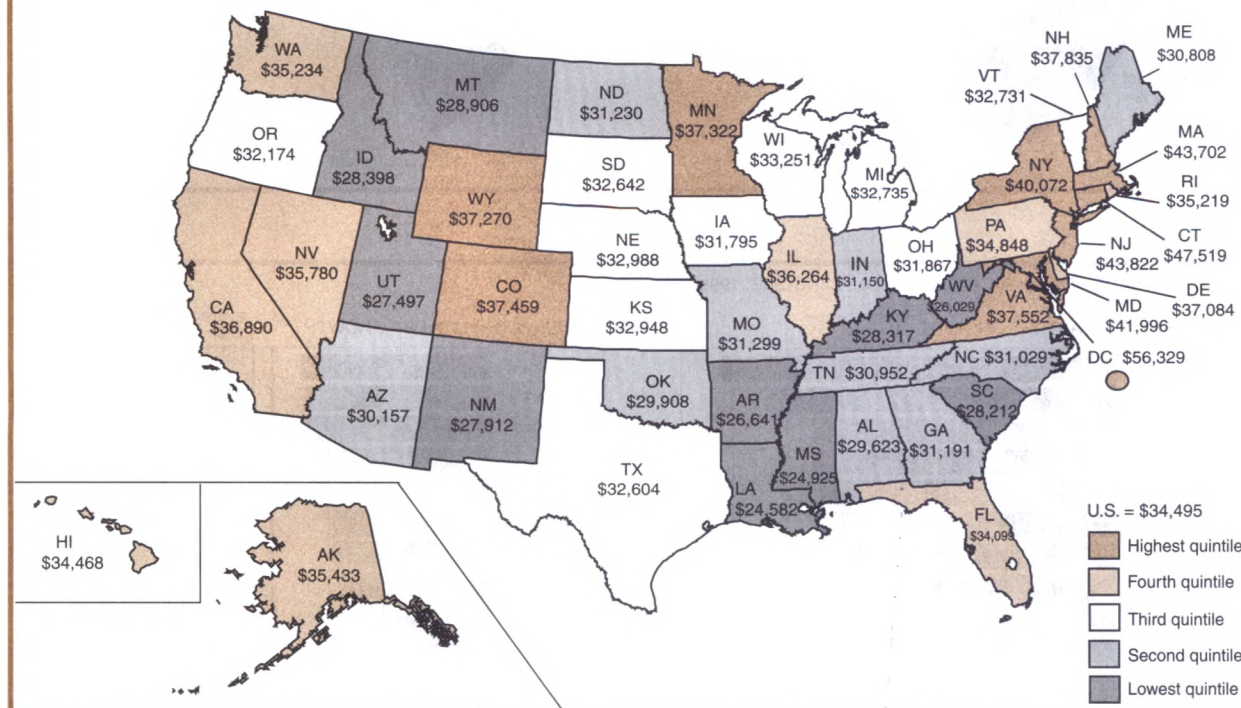 WA
$35,234
MT
$28,906
ND
$31,230
MN
$37,322
NH
$37,835
ME
$30,808
VT
$32,731
OR
$32,174
ID
$28,398
WY
$37,270
SD
$32,642
WI
$33,251
MI
$32,735
NY
$40,072
MA
$43,702
RI
$35,219
CT
$47,519
NJ
$43,822
PA
$34,848
DE
$37,084
MD
$41,996
DC $56,329
NV
$35,780
UT
$27,497
CO
$37,459
NE
$32,988
IA
$31,795
IL
$36,264
IN
$31,150
OH
$31,867
WV
$26,029
VA
$37,552
CA
$36,890
KS
$32,948
MO
$31,299
KY
$28,317
TN $30,952
NC $31,029
AZ
$30,157
NM
$27,912
OK
$29,908
AR
$26,641
SC
$28,212
MS
$24,925
AL
$29,623
GA
$31,191
TX
$32,604
LA
$24,582
FL
$34,099
HI
$34,468
AK
$35,433
U.S. = $34,495
Highest quintile
Fourth quintile
Third quintile
Second quintile
Lowest quintile